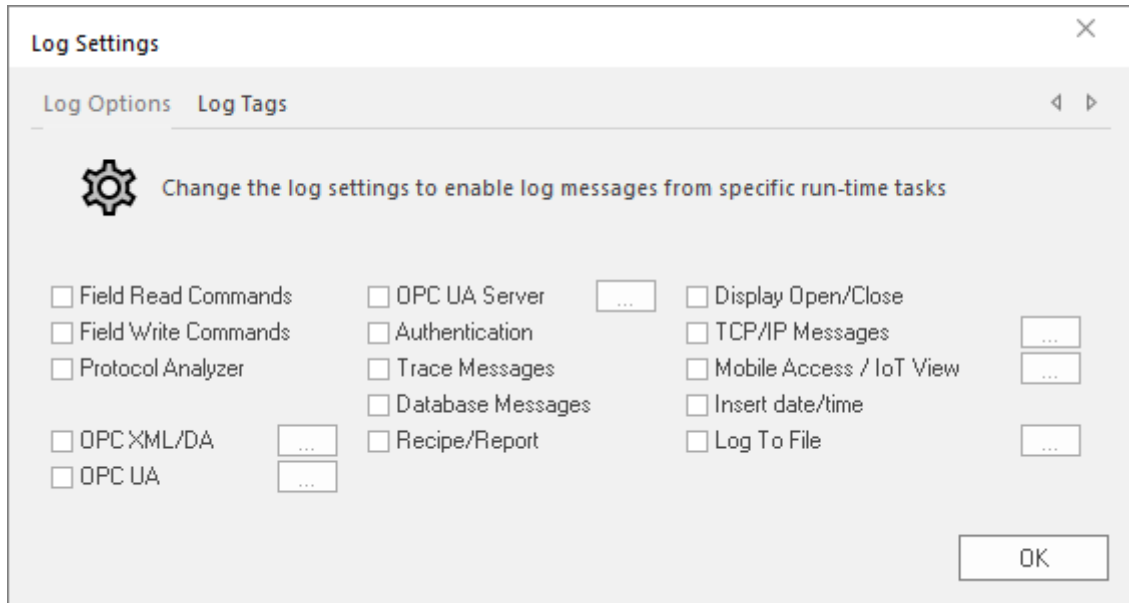 Log Settings
Log Options Log Tags
Change the log settings to enable log messages from specific run-time tasks
Field Read Commands
Field Write Commands
Protocol Analyzer
OPC XML/DA ...
OPC UA ...
OPC UA Server ...
Authentication
Trace Messages
Database Messages
Recipe/Report
Display Open/Close
TCP/IP Messages ...
Mobile Access / IoT View ...
Insert date/time
Log To File ...
OK